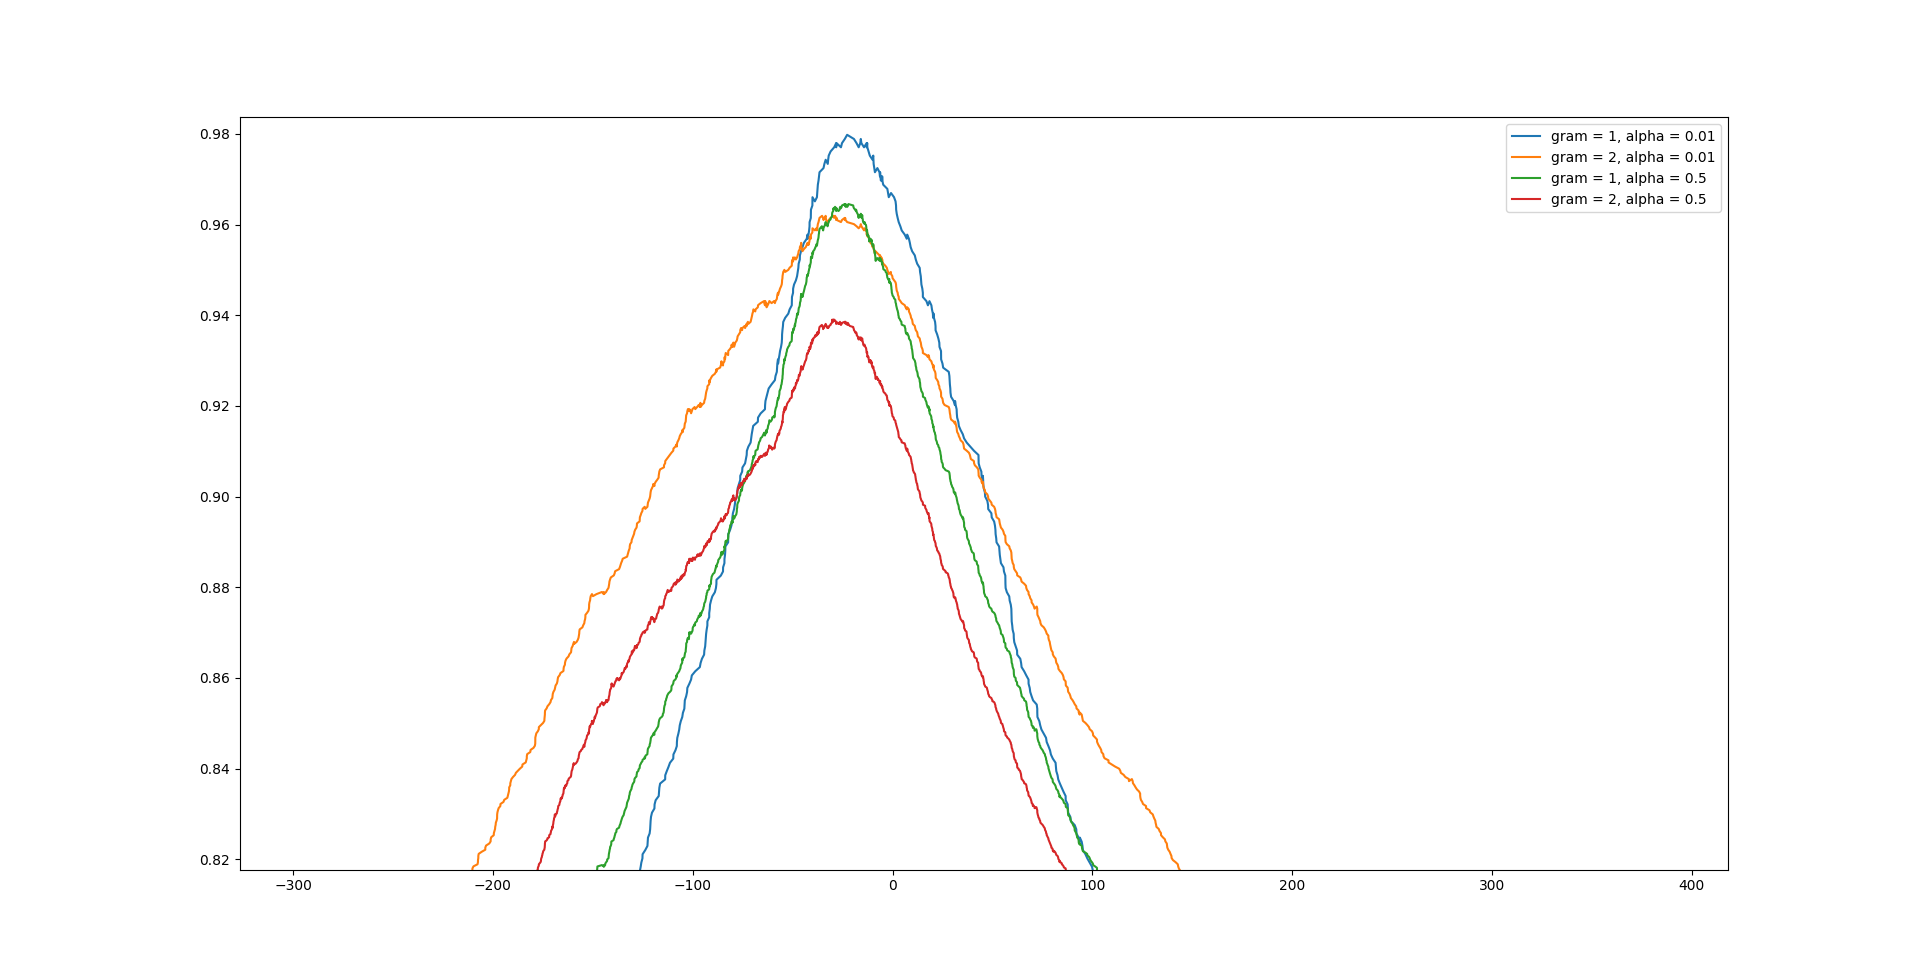 gram = 1, alpha = 0.01
gram = 2, alpha = 0.01
gram = 1, alpha = 0.5
gram = 2, alpha = 0.5
0.98
0.96
0.94
0.92
0.90
0.88
0.86
0.84
0.82
−300 −200 −100 0 100 200 300 400